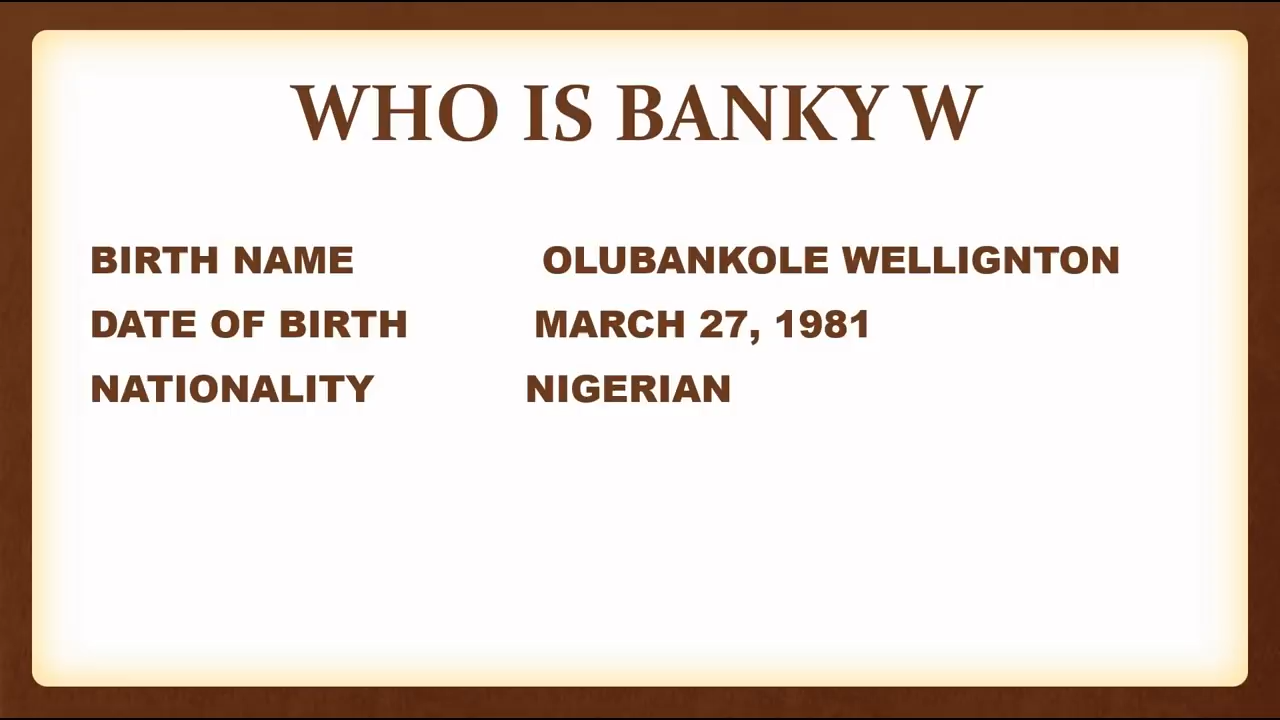 WHO IS BANKY W
BIRTH NAME OLUBANKOLE WELLIGNTON
DATE OF BIRTH MARCH 27, 1981
NATIONALITY NIGERIAN